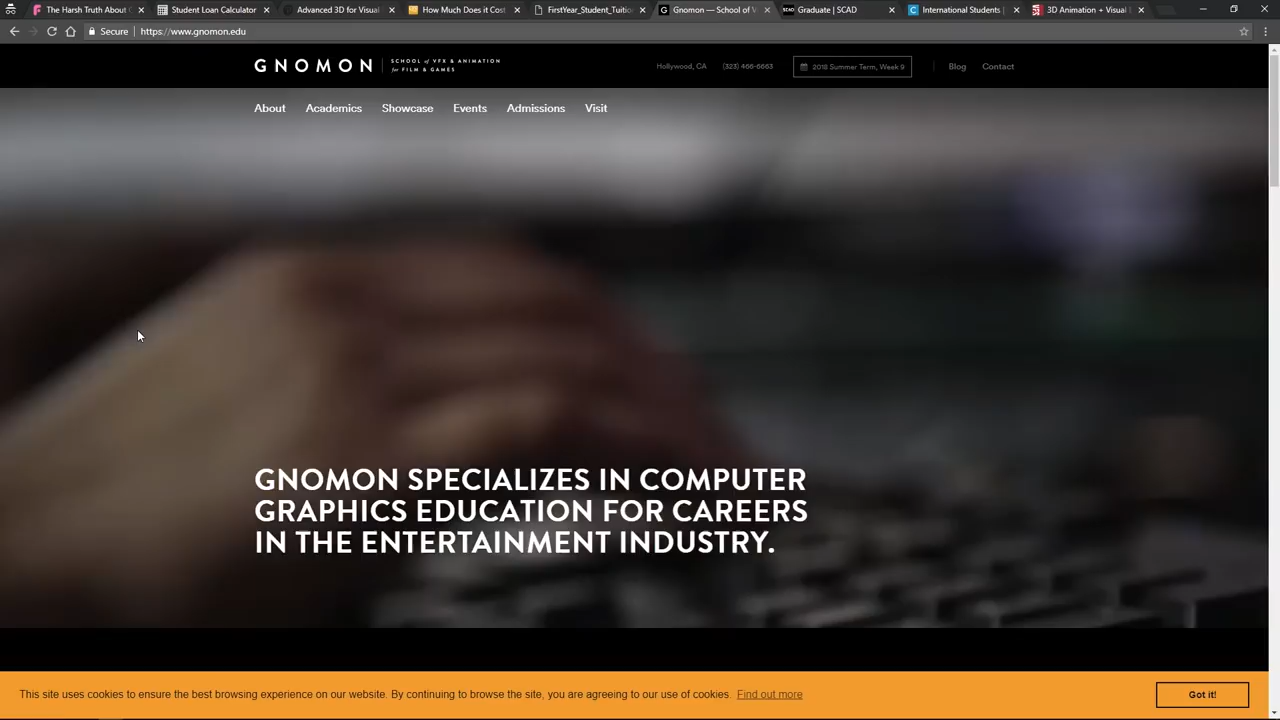 The Harsh Truth About C
Student Loan Calculator
Advanced 3D for Visual
How Much Does it Cost
FirstYear_Student_Tuitio
Gnomon — School of V
Graduate | SCAD
International Students |
3D Animation + Visual
Secure
https://www.gnomon.edu
GNOMON
SCHOOL of VFX & ANIMATION
for FILM & GAMES
Hollywood, CA
(323) 466-6663
2018 Summer Term, Week 9
Blog
Contact
About
Academics
Showcase
Events
Admissions
Visit
GNOMON SPECIALIZES IN COMPUTER
GRAPHICS EDUCATION FOR CAREERS
IN THE ENTERTAINMENT INDUSTRY.
This site uses cookies to ensure the best browsing experience on our website. By continuing to browse the site, you are agreeing to our use of cookies. Find out more
Got it!